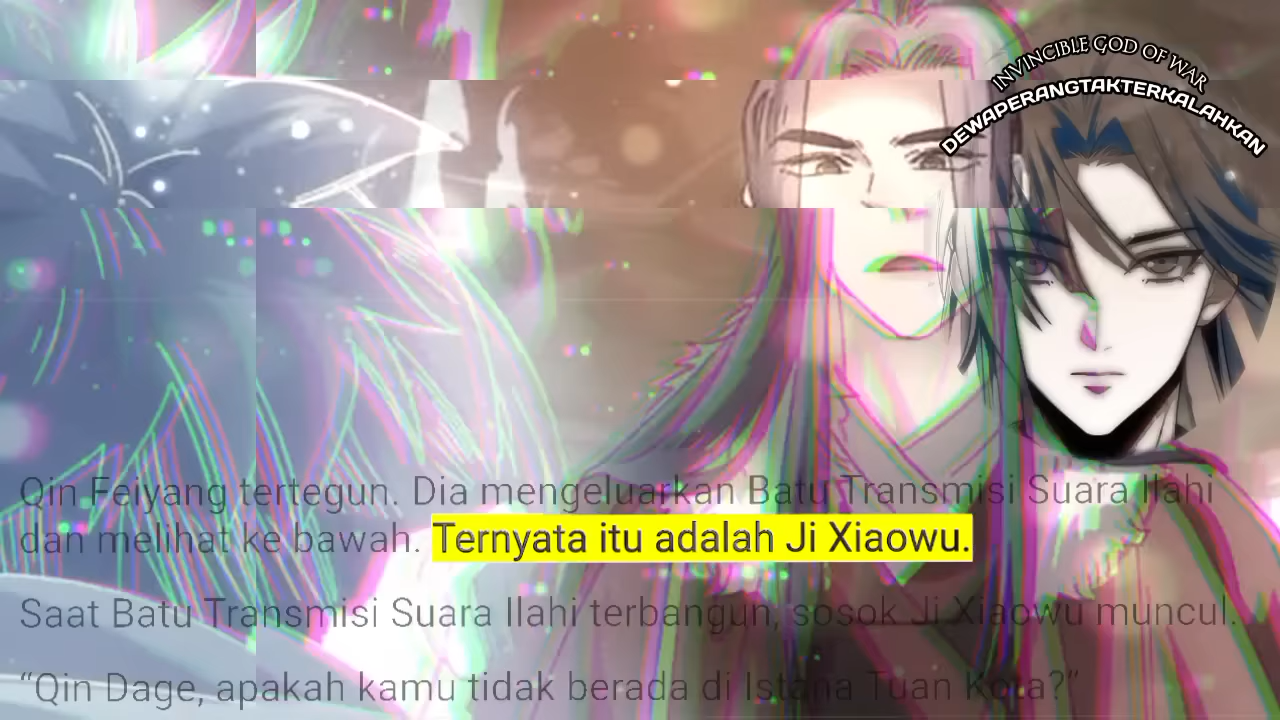 INVINCIBLE GOD OF WAR
DEWAPERANGTAKTERKALAHKAN
Qin Feiyang tertegun. Dia mengeluarkan Batu Transmisi Suara Ilahi
dan melihat ke bawah. Ternyata itu adalah Ji Xiaowu.
Saat Batu Transmisi Suara Ilahi terbangun, sosok Ji Xiaowu muncul.
“Qin Dage, apakah kamu tidak berada di Istana Tuan Kota?”